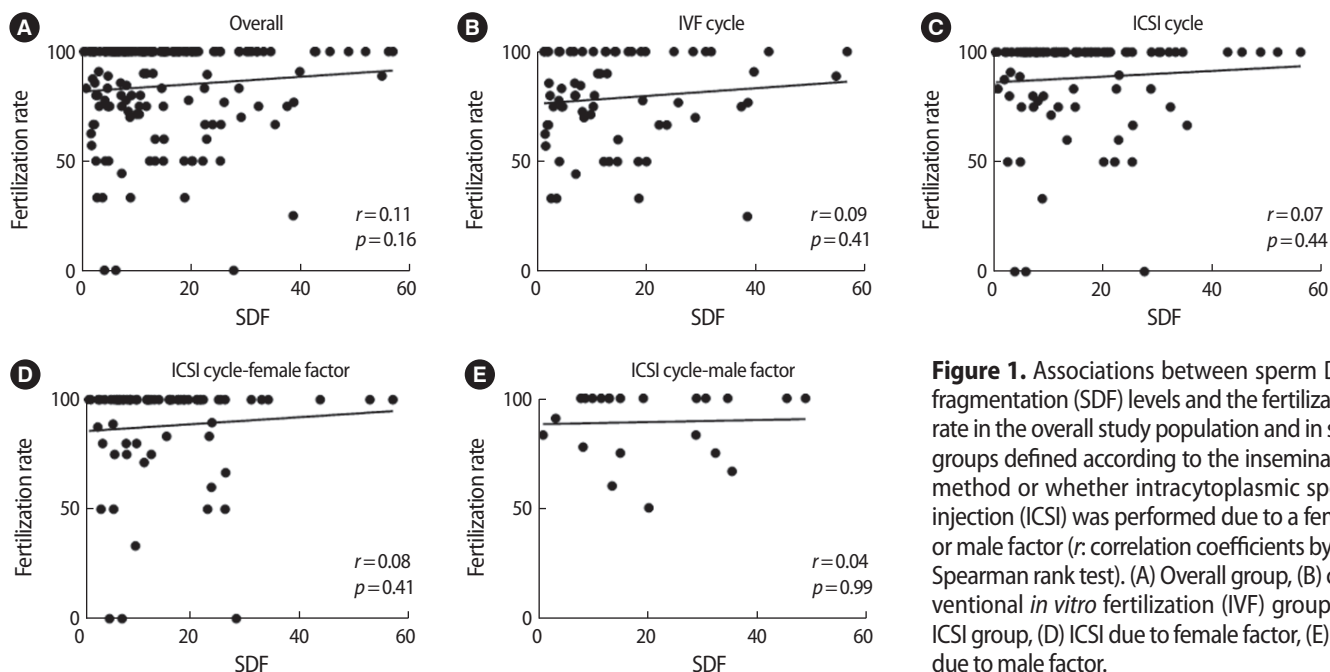 A Overall
Fertilization rate
100
50
0
0 20 40 60
SDF
r=0.11
p=0.16
B IVF cycle
Fertilization rate
100
50
0
0 20 40 60
SDF
r=0.09
p=0.41
C ICSI cycle
Fertilization rate
100
50
0
0 20 40 60
SDF
r=0.07
p=0.44
D ICSI cycle-female factor
Fertilization rate
100
50
0
0 20 40 60
SDF
r=0.08
p=0.41
E ICSI cycle-male factor
Fertilization rate
100
50
0
0 20 40 60
SDF
r=0.04
p=0.99
Figure 1. Associations between sperm D
fragmentation (SDF) levels and the fertiliza
rate in the overall study population and in s
groups defined according to the insemina
method or whether intracytoplasmic sp
injection (ICSI) was performed due to a fem
or male factor (r: correlation coefficients by
Spearman rank test). (A) Overall group, (B) c
ventional in vitro fertilization (IVF) group
ICSI group, (D) ICSI due to female factor, (E)
due to male factor.